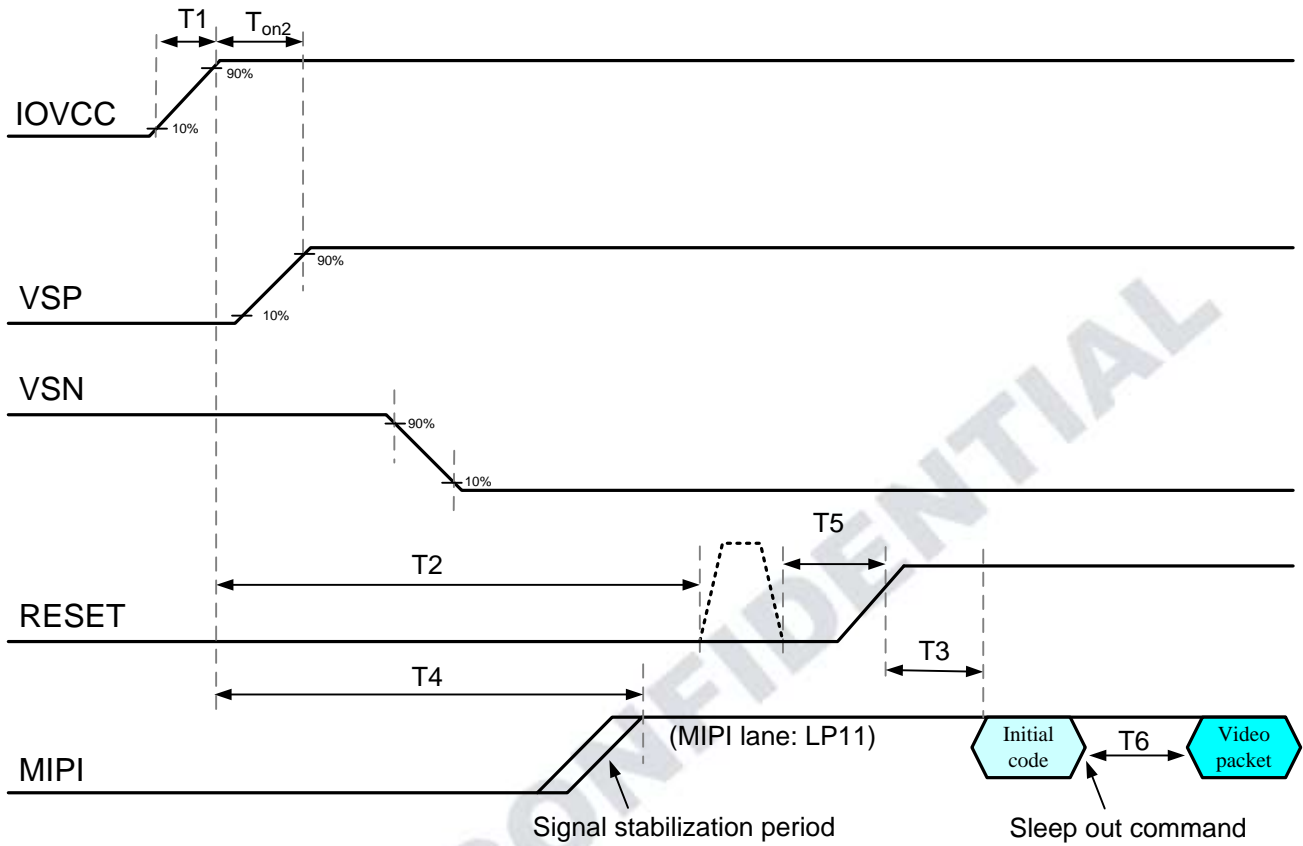 T1
Ton2
90%
IOVCC
10%
90%
VSP
10%
VSN
90%
10%
T5
T2
RESET
T3
T4
(MIPI lane: LP11)
Initial
code
T6
Video
packet
MIPI
Signal stabilization period
Sleep out command
CONFIDENTIAL